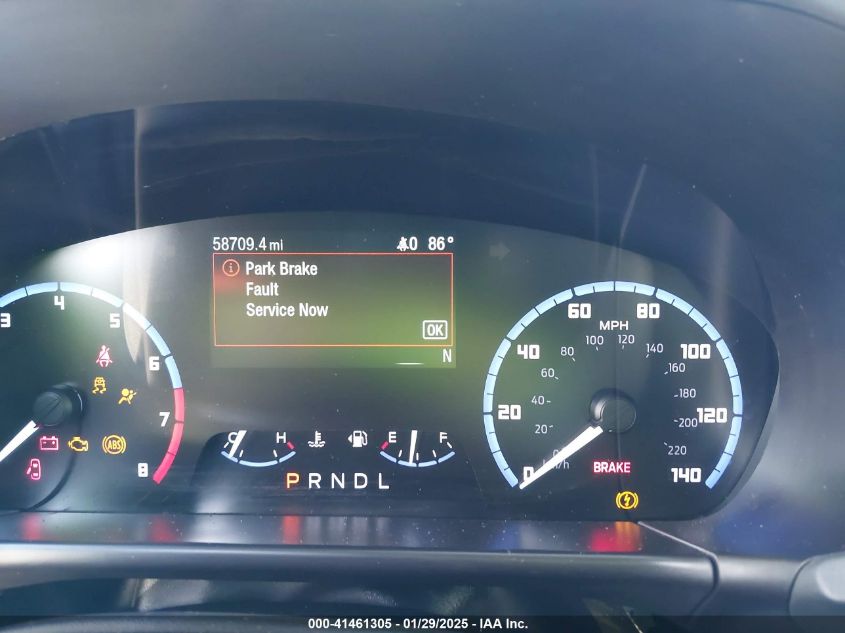 58709.4 mi 0 86°
Park Brake
Fault
Service Now
OK
N
3 4 5 6 7 8
ABS
C H E F
P R N D L
MPH
0 20 40 60 80 100 120 140
20 40 60 80 100 120 140 160 180 200 220
km/h
BRAKE
000-41461305 - 01/29/2025 - IAA Inc.